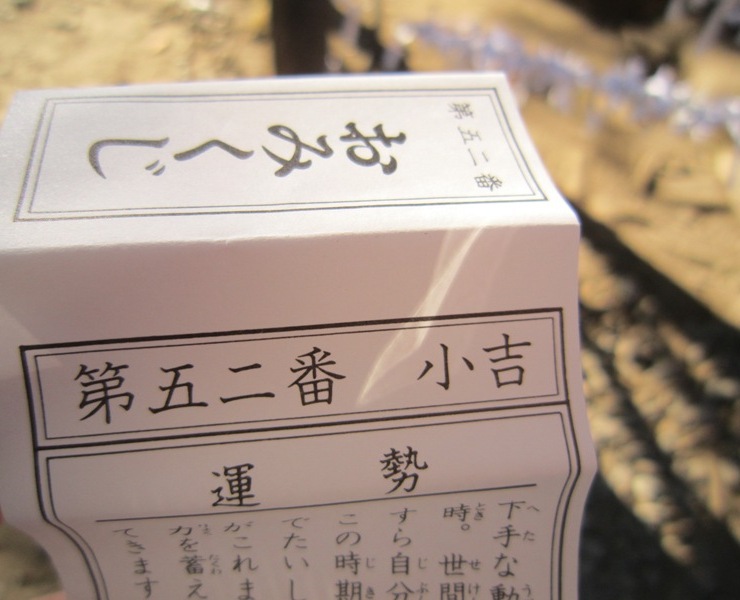 おみくじ
第五二番
第五二番 小吉
運勢
下手な動
時。世間
すら自分
この時期
でたいし
がこれま
力を蓄え
てきます